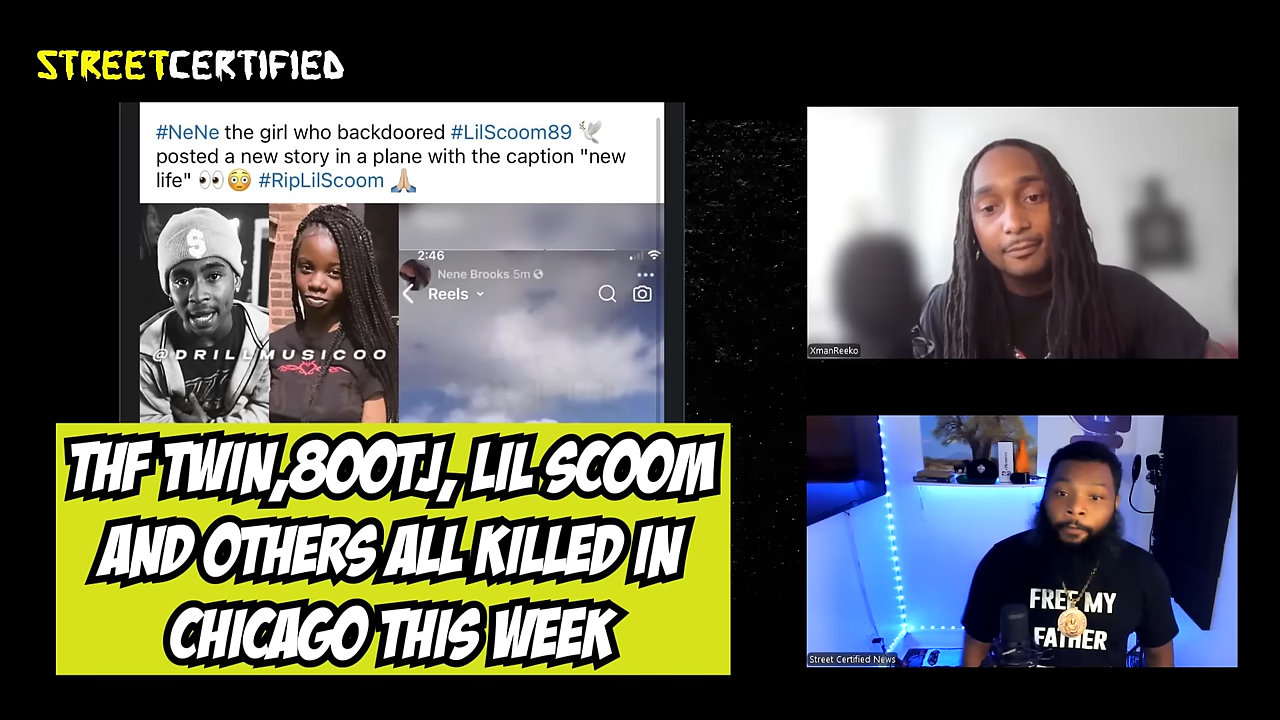 STREETCERTIFIED
#NeNe the girl who backdoored #LilScoom89 🕊️
posted a new story in a plane with the caption "new
life" 👀😳 #RipLilScoom 🙏🏼
S
2:46
Nene Brooks 5m
Reels
@DRILLMUSICOO
THF TWIN,800TJ, LIL SCOOM
AND OTHERS ALL KILLED IN
CHICAGO THIS WEEK
XmanReeko
FREE MY
FATHER
Street Certified News